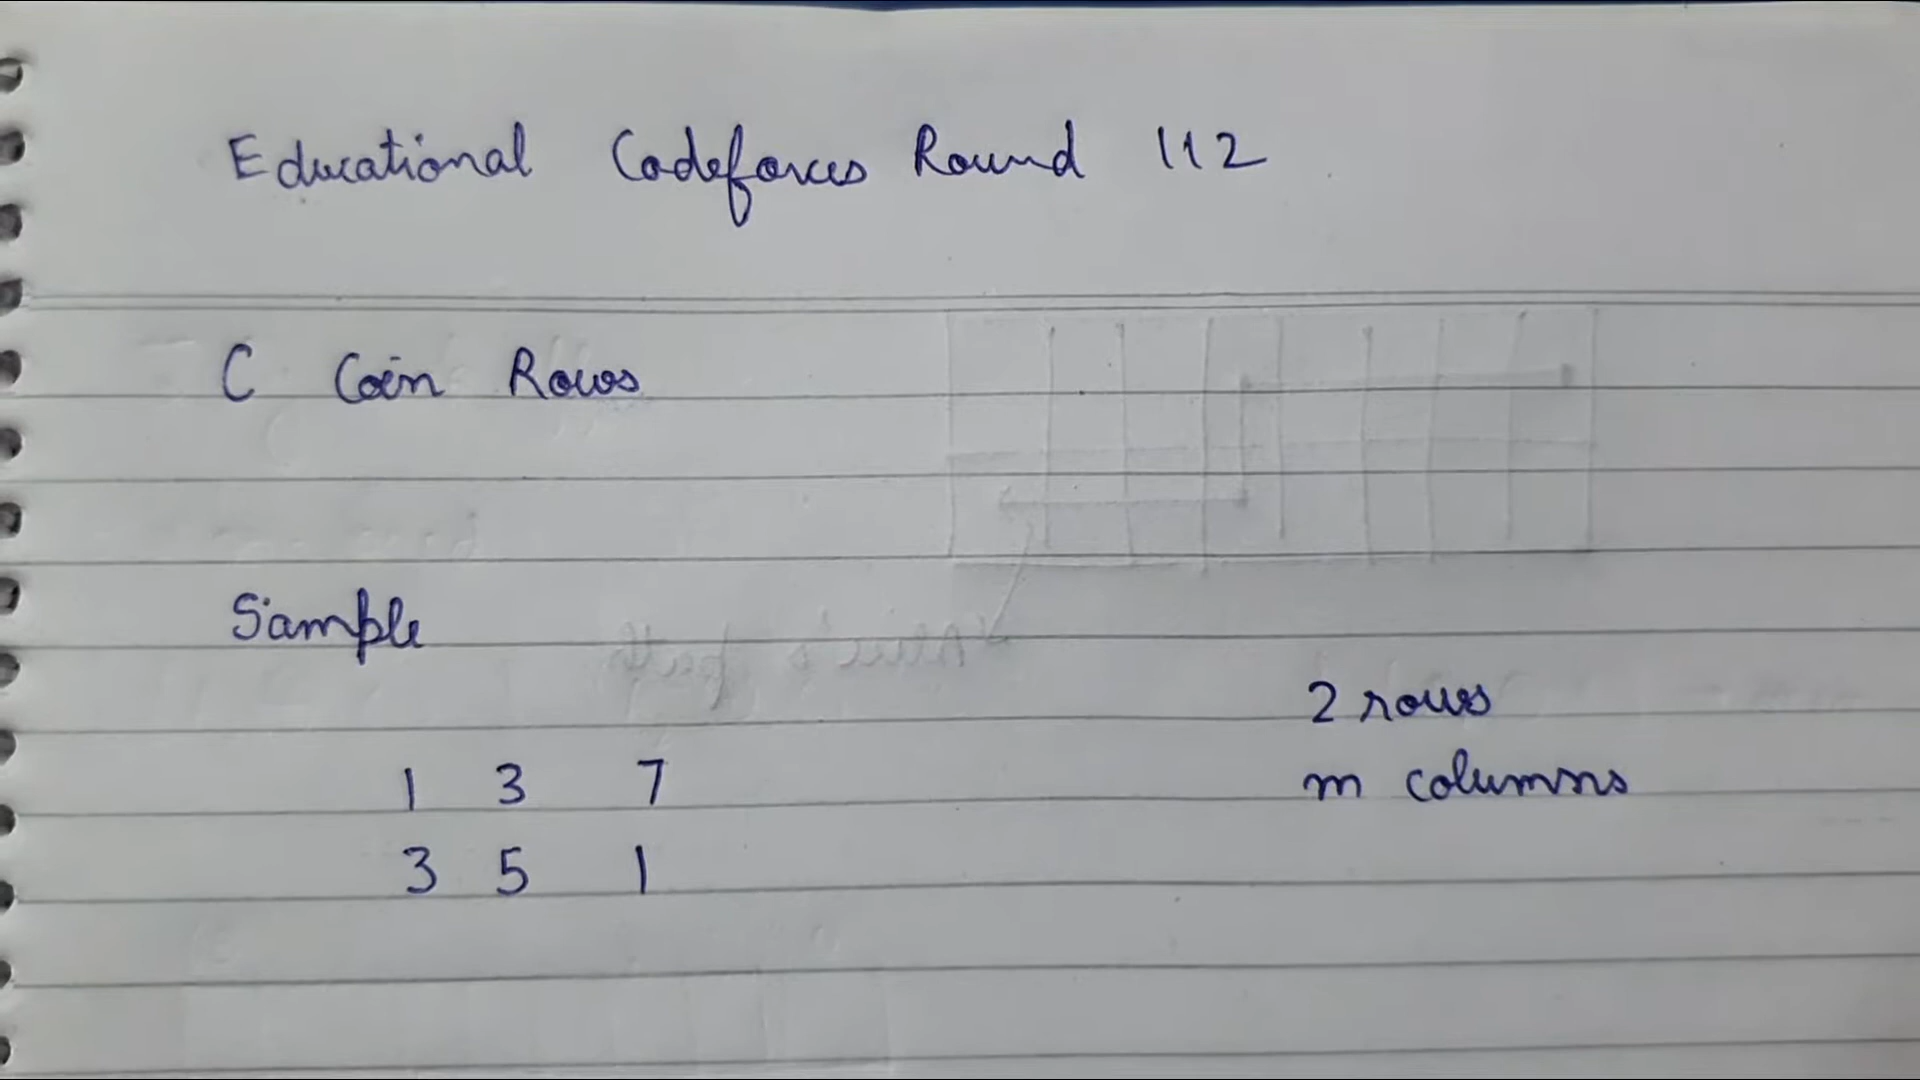 Educational Codeforces Round 112
C Coin Rows
Sample
2 rows
1 3 7
m columns
3 5 1